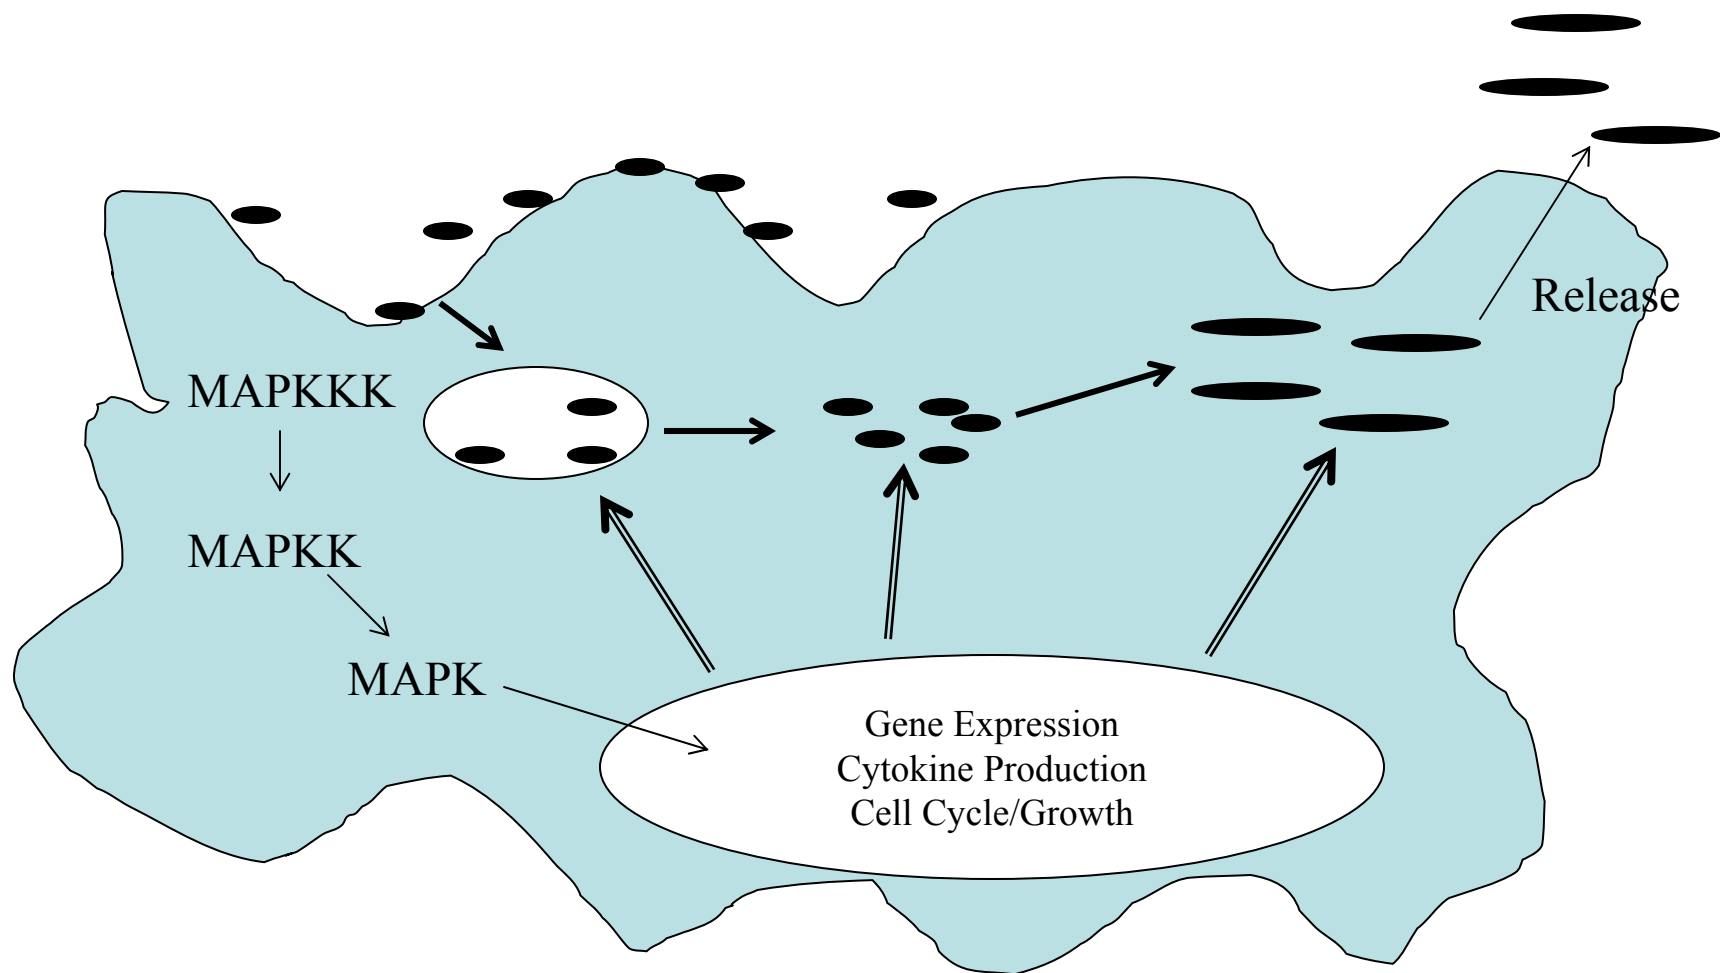 Release
MAPKKK
MAPKK
MAPK
Gene Expression
Cytokine Production
Cell Cycle/Growth